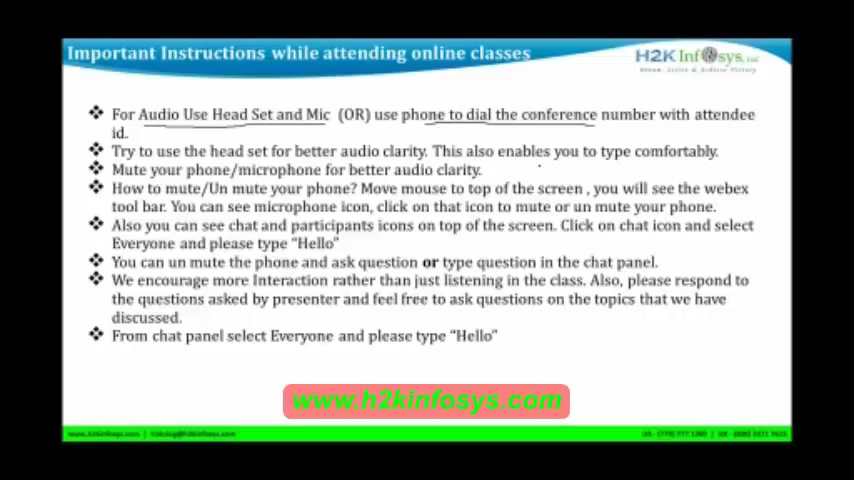 Important Instructions while attending online classes
H2K Infosys, LLC
❖ For Audio Use Head Set and Mic (OR) use phone to dial the conference number with attendee
id.
❖ Try to use the head set for better audio clarity. This also enables you to type comfortably.
❖ Mute your phone/microphone for better audio clarity.
❖ How to mute/Un mute your phone? Move mouse to top of the screen , you will see the webex
tool bar. You can see microphone icon, click on that icon to mute or un mute your phone.
❖ Also you can see chat and participants icons on top of the screen. Click on chat icon and select
Everyone and please type “Hello”
❖ You can un mute the phone and ask question or type question in the chat panel.
❖ We encourage more Interaction rather than just listening in the class. Also, please respond to
the questions asked by presenter and feel free to ask questions on the topics that we have
discussed.
❖ From chat panel select Everyone and please type “Hello”
www.h2kinfosys.com
www.h2kinfosys.com | training@h2kinfosys.com